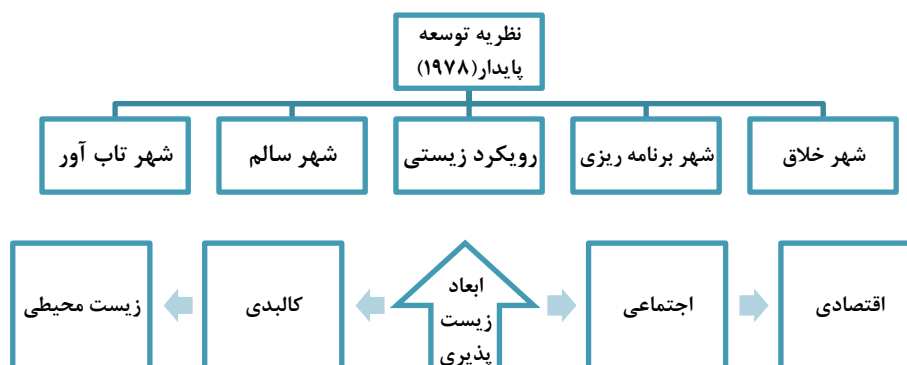 نظریه توسعه
پایدار(۱۹۷۸)
شهر خلاق
شهر برنامه ریزی
رویکرد زیستی
شهر سالم
شهر تاب آور
اقتصادی
اجتماعی
ابعاد
زیست
پذیری
کالبدی
زیست محیطی